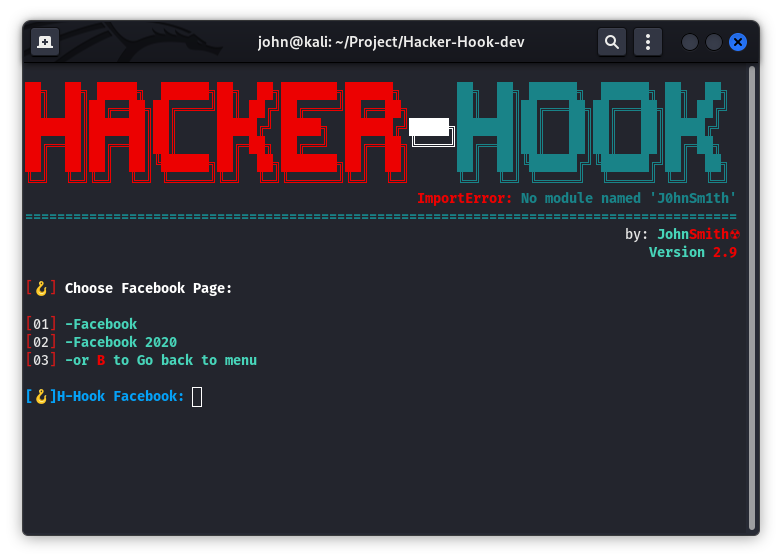 john@kali: ~/Project/Hacker-Hook-dev
HACKER-HOOK
ImportError: No module named 'J0hnSm1th'
=========================================================================================
by: JohnSmith☣
Version 2.9
[🪝] Choose Facebook Page:
[01] -Facebook
[02] -Facebook 2020
[03] -or B to Go back to menu
[🪝]H-Hook Facebook: